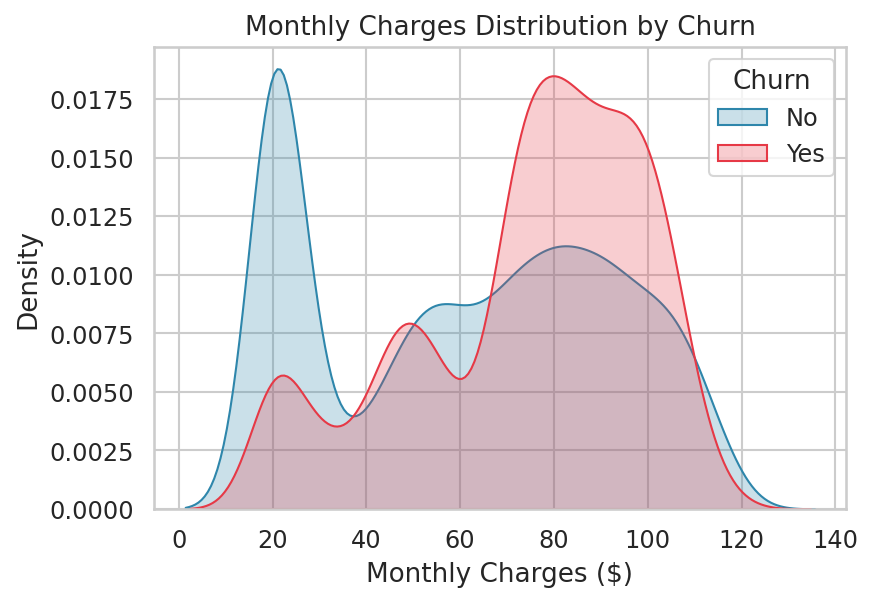 Monthly Charges Distribution by Churn
Churn
No
Yes
0.0175
0.0150
0.0125
0.0100
0.0075
0.0050
0.0025
0.0000
Density
0 20 40 60 80 100 120 140
Monthly Charges ($)